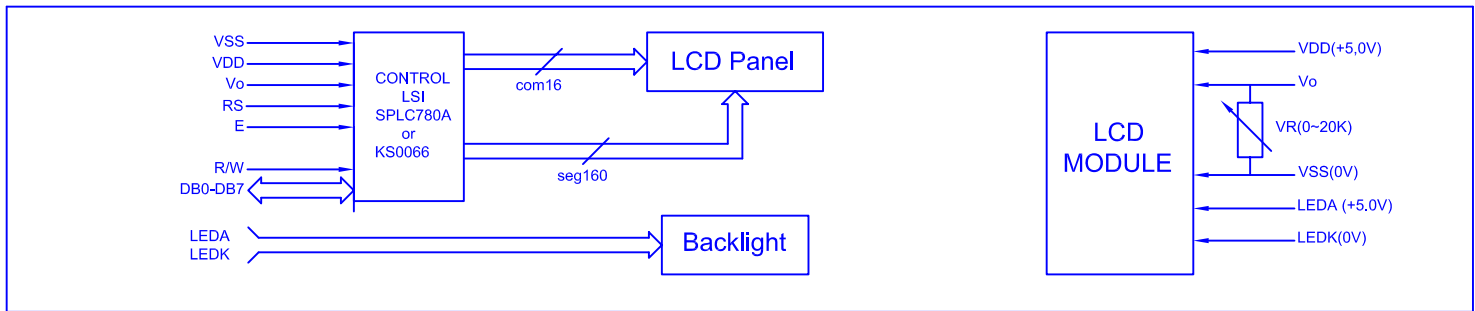 VSS
VDD
Vo
RS
E
R/W
DB0-DB7
CONTROL
LSI
SPLC780A
or
KS0066
com16
LCD Panel
seg160
LEDA
LEDK
Backlight
LCD
MODULE
VDD(+5,0V)
Vo
VR(0~20K)
VSS(0V)
LEDA (+5.0V)
LEDK(0V)